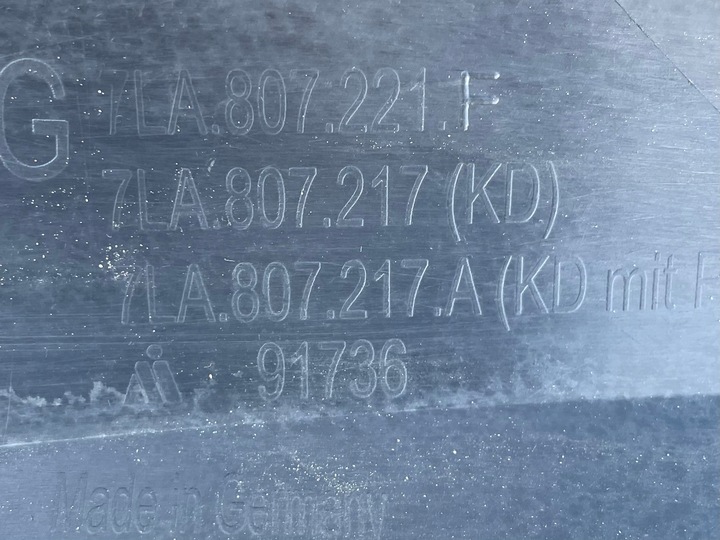 G 7LA.807.221.F
7LA.807.217 (KD)
7LA.807.217.A (KD mit
91736
Made in Germany